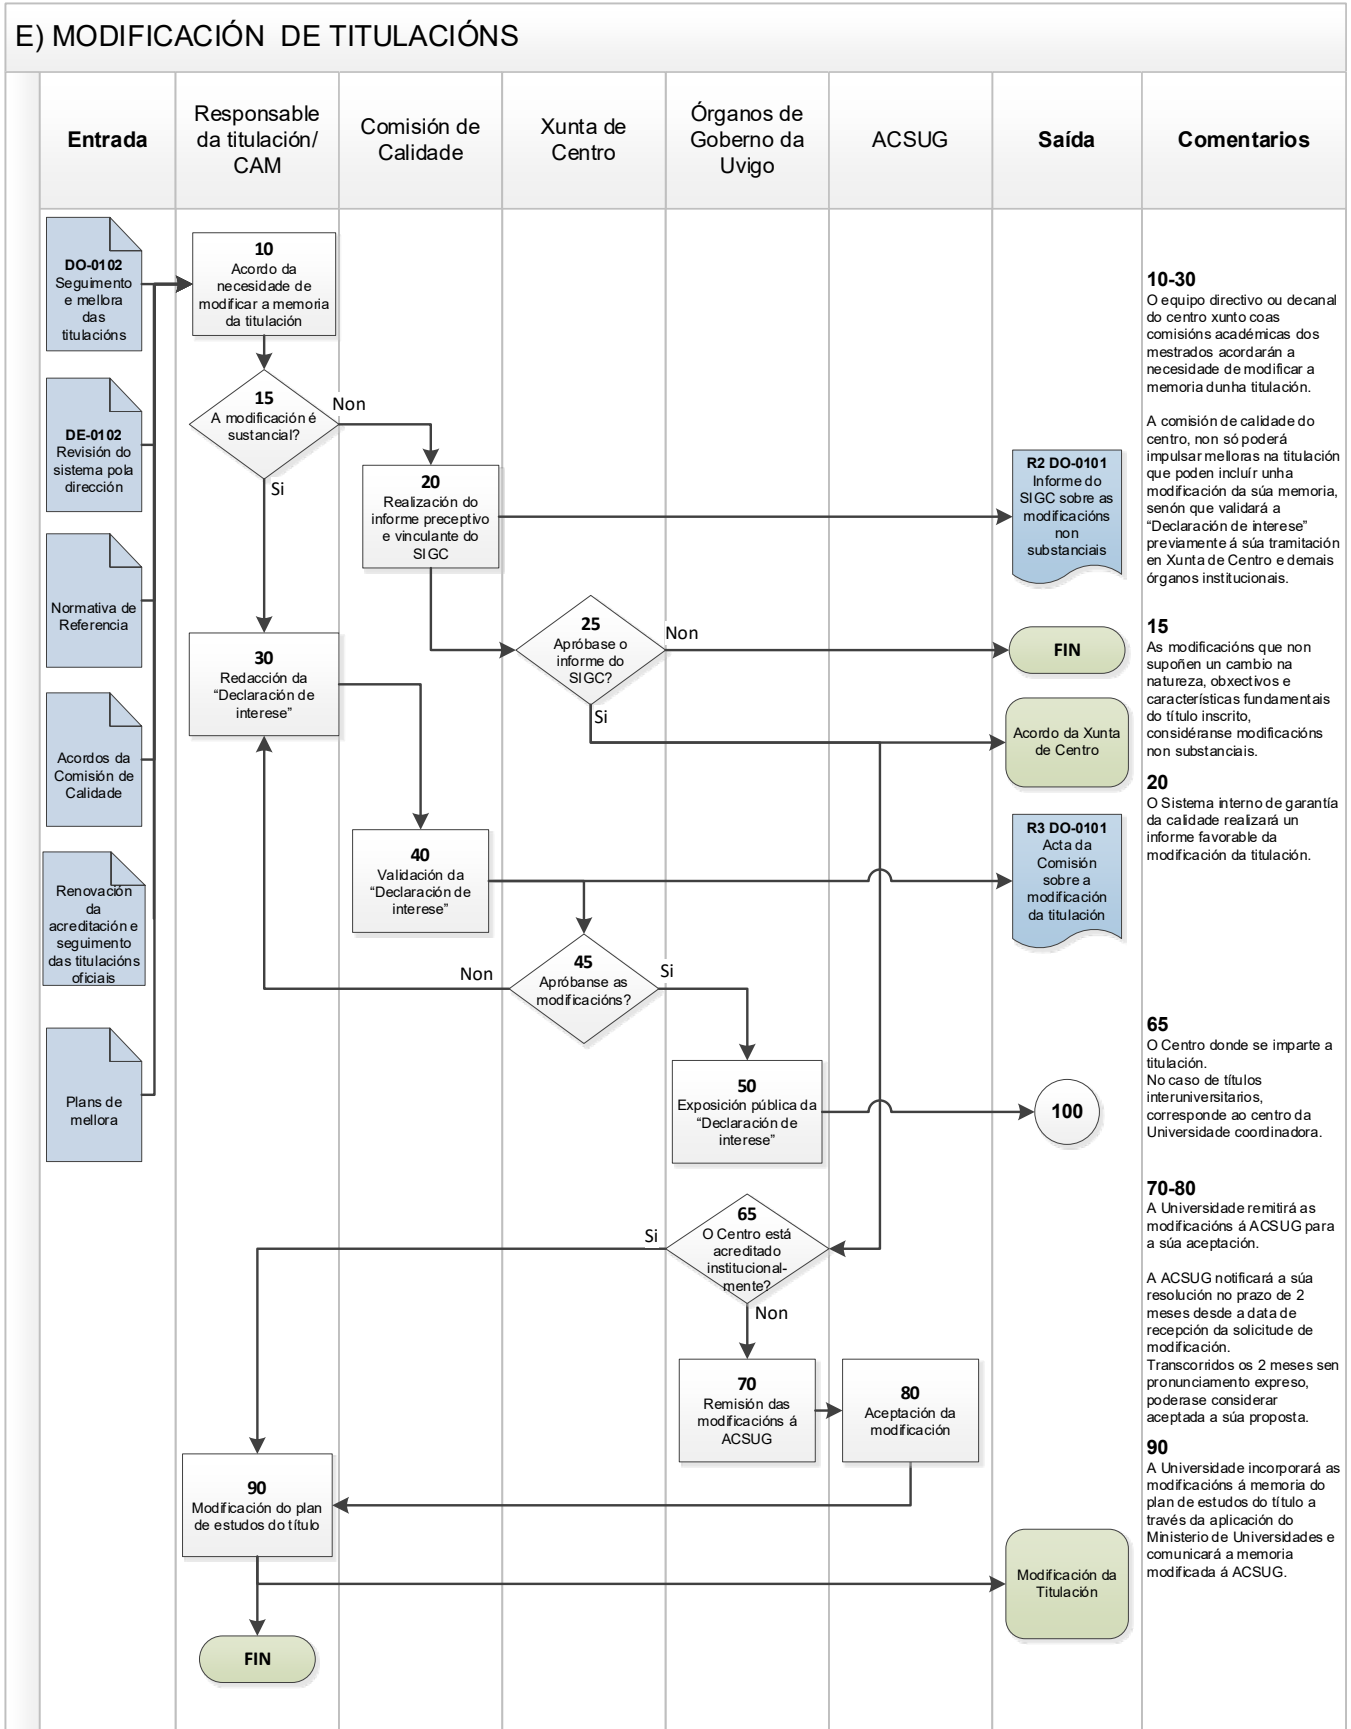 E) MODIFICACIÓN DE TITULACIÓNS
Entrada
Responsable
da titulación/
CAM
Comisión de
Calidade
Xunta de
Centro
Órganos de
Goberno da
Uvigo
ACSUG
Saída
Comentarios
DO-0102
Seguimento
e mellora
das
titulacións
DE-0102
Revisión do
sistema pola
dirección
Normativa de
Referencia
Acordos da
Comisión de
Calidade
Renovación
da
acreditación e
seguimento
das titulacións
oficiais
Plans de
mellora
10
Acordo da
necesidade de
modificar a memoria
da titulación
15
A modificación é
sustancial?
Non
Si
20
Realización do
informe preceptivo
e vinculante do
SIGC
25
Apróbase o
informe do
SIGC?
Non
Si
30
Redacción da
“Declaración de
interese”
40
Validación da
“Declaración de
interese”
45
Apróbanse as
modificacións?
Non
Si
50
Exposición pública da
“Declaración de
interese”
65
O Centro está
acreditado
institucional-
mente?
Si
Non
70
Remisión das
modificacións á
ACSUG
80
Aceptación da
modificación
90
Modificación do plan
de estudos do título
FIN
R2 DO-0101
Informe do
SIGC sobre as
modificacións
non
substanciais
FIN
Acordo da Xunta
de Centro
R3 DO-0101
Acta da
Comisión
sobre a
modificación
da titulación
100
Modificación da
Titulación
10-30
O equipo directivo ou decanal
do centro xunto coas
comisións académicas dos
mestrados acordarán a
necesidade de modificar a
memoria dunha titulación.
A comisión de calidade do
centro, non só poderá
impulsar melloras na titulación
que poden incluír unha
modificación da súa memoria,
senón que validará a
“Declaración de interese”
previamente á súa tramitación
en Xunta de Centro e demais
órganos institucionais.
15
As modificacións que non
supoñen un cambio na
natureza, obxectivos e
características fundamentais
do título inscrito,
considéranse modificacións
non substanciais.
20
O Sistema interno de garantía
da calidade realizará un
informe favorable da
modificación da titulación.
65
O Centro donde se imparte a
titulación.
No caso de títulos
interuniversitarios,
corresponde ao centro da
Universidade coordinadora.
70-80
A Universidade remitirá as
modificacións á ACSUG para
a súa aceptación.
A ACSUG notificará a súa
resolución no prazo de 2
meses desde a data de
recepción da solicitude de
modificación.
Transcorridos os 2 meses sen
pronunciamento expreso,
poderase considerar
aceptada a súa proposta.
90
A Universidade incorporará as
modificacións á memoria do
plan de estudos do título a
través da aplicación do
Ministerio de Universidades e
comunicará a memoria
modificada á ACSUG.